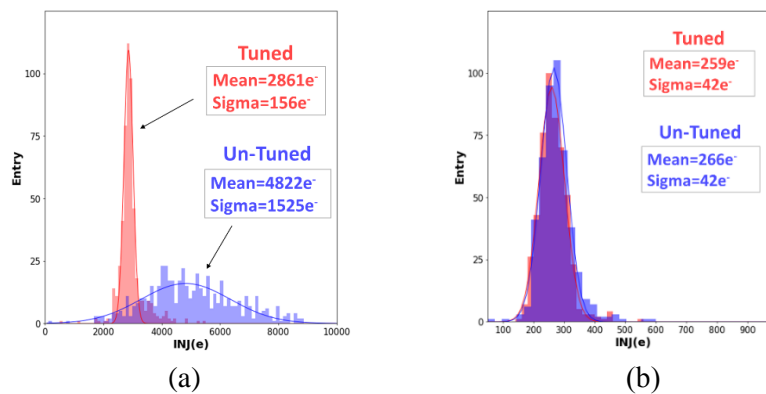 Tuned
Mean=2861e⁻
Sigma=156e⁻
Un-Tuned
Mean=4822e⁻
Sigma=1525e⁻
Entry
100
75
50
25
0
0 2000 4000 6000 8000 10000
INJ(e)
(a)
Tuned
Mean=259e⁻
Sigma=42e⁻
Un-Tuned
Mean=266e⁻
Sigma=42e⁻
Entry
100
75
50
25
0
100 200 300 400 500 600 700 800 900
INJ(e)
(b)